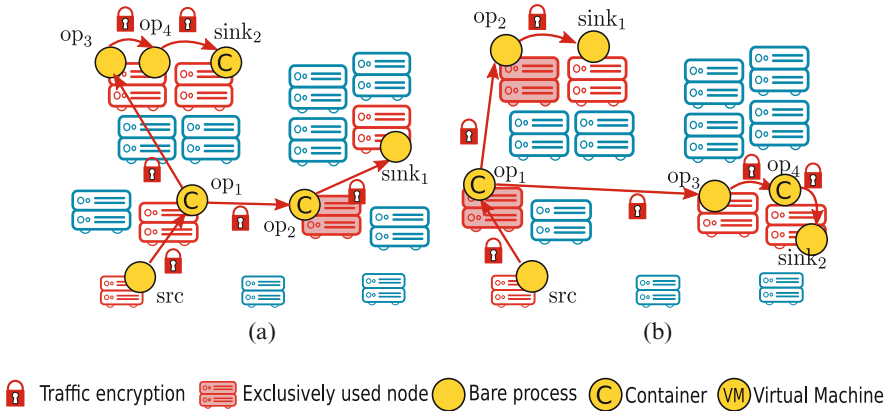 op3 op4 sink2
C
op1
C
C
op2
sink1
src
(a)
op2 sink1
op1
C
op3 op4
C
sink2
src
(b)
Traffic encryption Exclusively used node Bare process C Container VM Virtual Machine